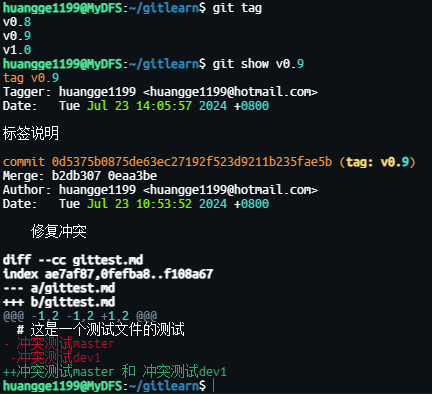 huangge1199@MyDFS:~/gitlearn$ git tag
v0.8
v0.9
v1.0
huangge1199@MyDFS:~/gitlearn$ git show v0.9
tag v0.9
Tagger: huangge1199 <huangge1199@hotmail.com>
Date:   Tue Jul 23 14:05:57 2024 +0800

标签说明

commit 0d5375b0875de63ec27192f523d9211b235fae5b (tag: v0.9)
Merge: b2db307 0eaa3be
Author: huangge1199 <huangge1199@hotmail.com>
Date:   Tue Jul 23 10:53:52 2024 +0800

    修复冲突

diff --cc gittest.md
index ae7af87,0fefba8..f108a67
--- a/gittest.md
+++ b/gittest.md
@@@ -1,2 -1,2 +1,2 @@@
  # 这是一个测试文件的测试
- 冲突测试master
 -冲突测试dev1
++冲突测试master 和 冲突测试dev1
huangge1199@MyDFS:~/gitlearn$